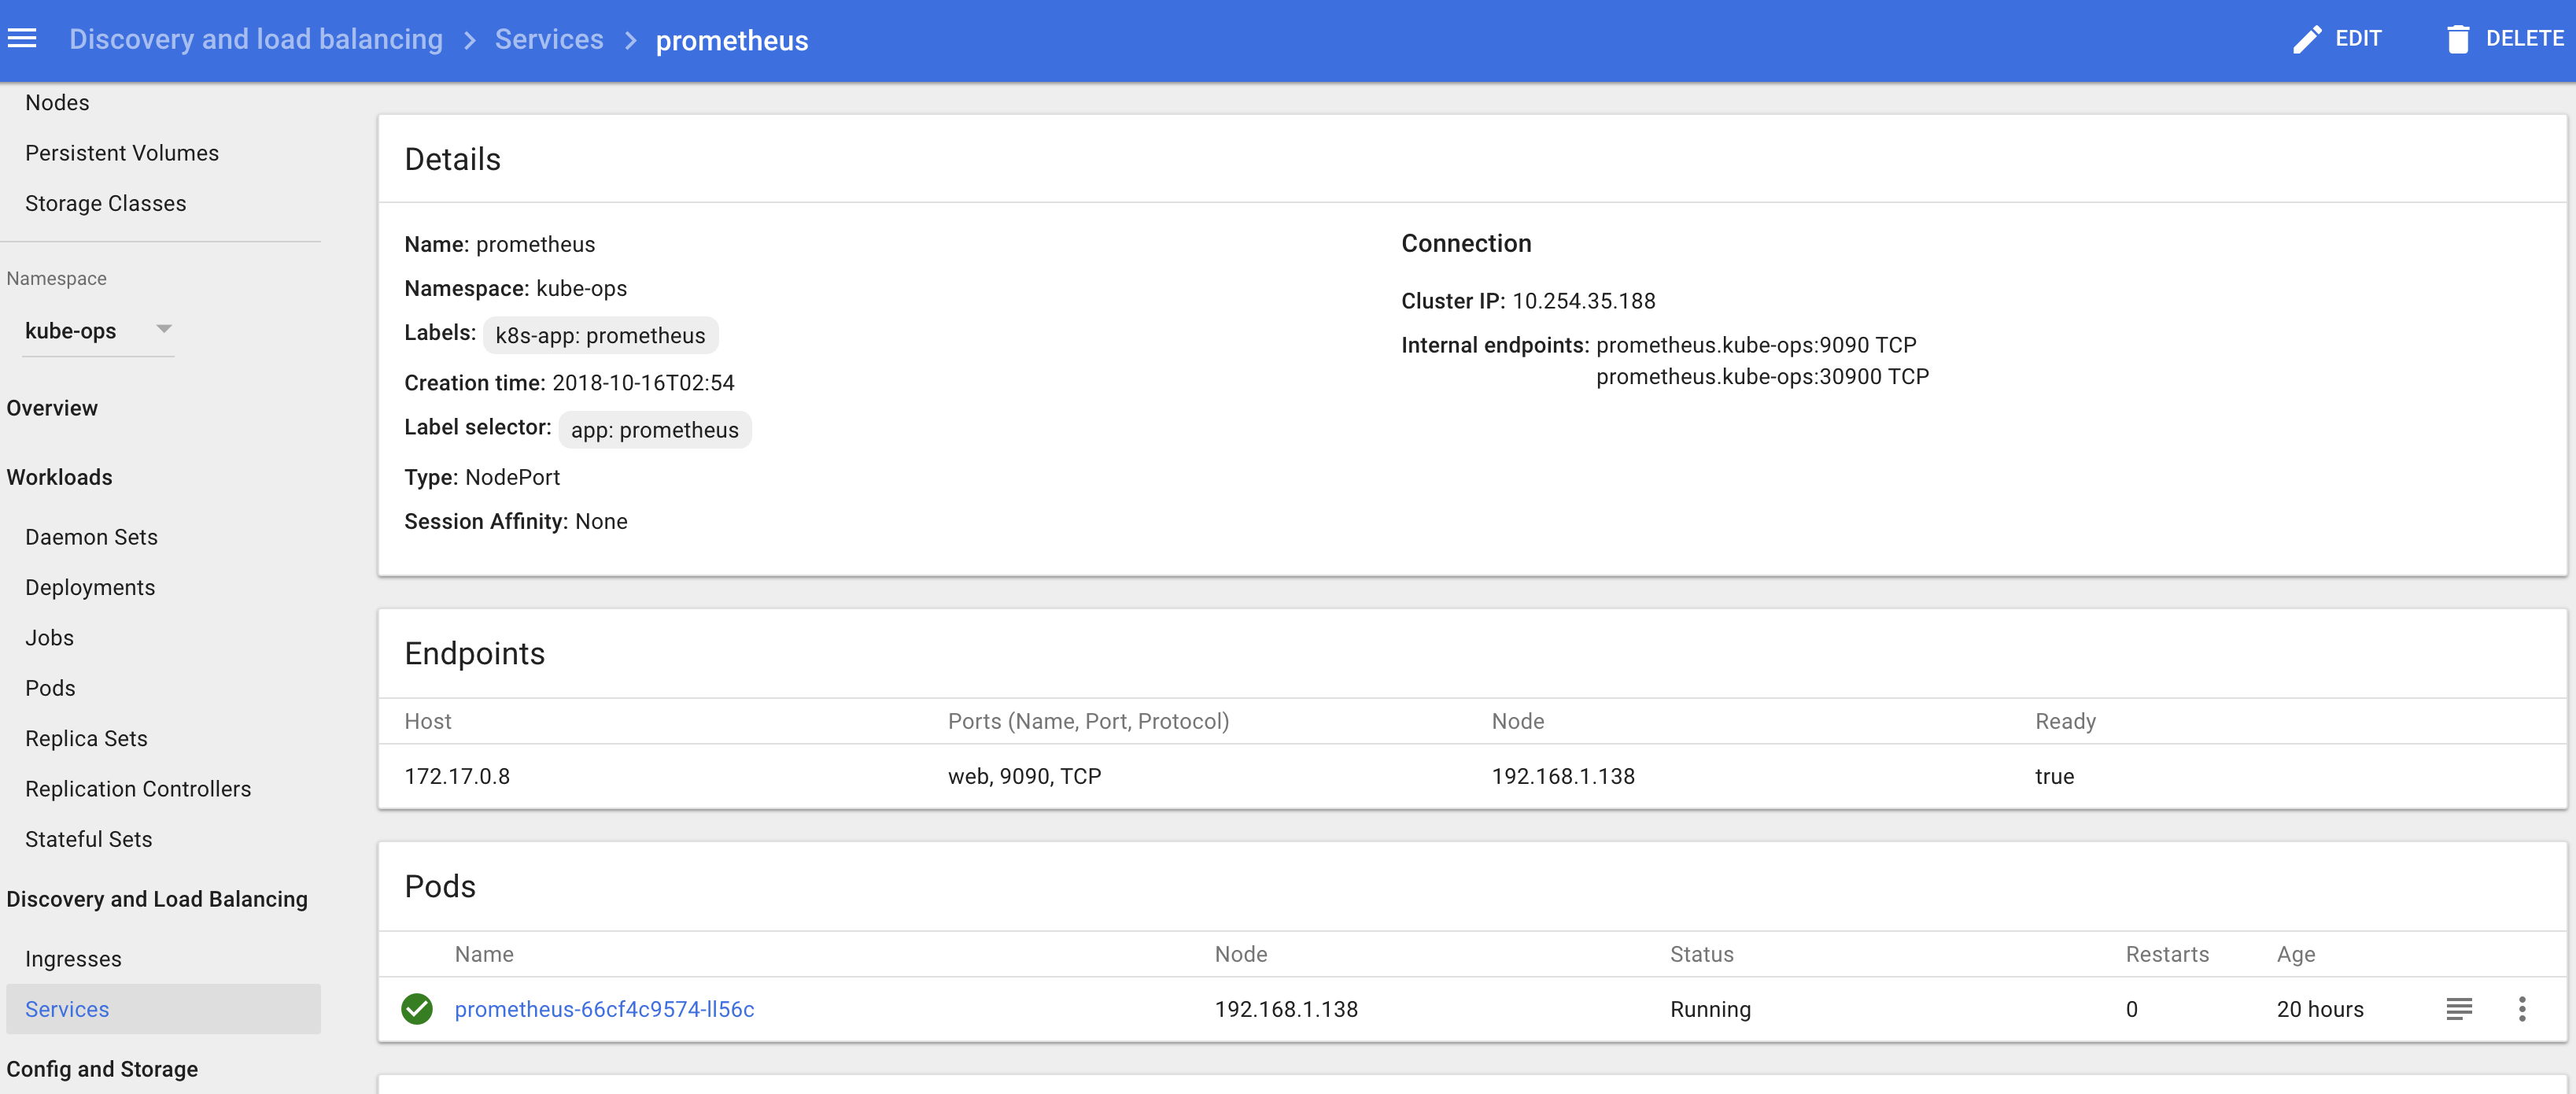 Discovery and load balancing > Services > prometheus
EDIT
DELETE
Nodes
Persistent Volumes
Storage Classes
Namespace
kube-ops
Overview
Workloads
Daemon Sets
Deployments
Jobs
Pods
Replica Sets
Replication Controllers
Stateful Sets
Discovery and Load Balancing
Ingresses
Services
Config and Storage
Details
Name: prometheus
Namespace: kube-ops
Labels: k8s-app: prometheus
Creation time: 2018-10-16T02:54
Label selector: app: prometheus
Type: NodePort
Session Affinity: None
Connection
Cluster IP: 10.254.35.188
Internal endpoints: prometheus.kube-ops:9090 TCP
prometheus.kube-ops:30900 TCP
Endpoints
Host Ports (Name, Port, Protocol) Node Ready
172.17.0.8 web, 9090, TCP 192.168.1.138 true
Pods
Name Node Status Restarts Age
prometheus-66cf4c9574-ll56c 192.168.1.138 Running 0 20 hours